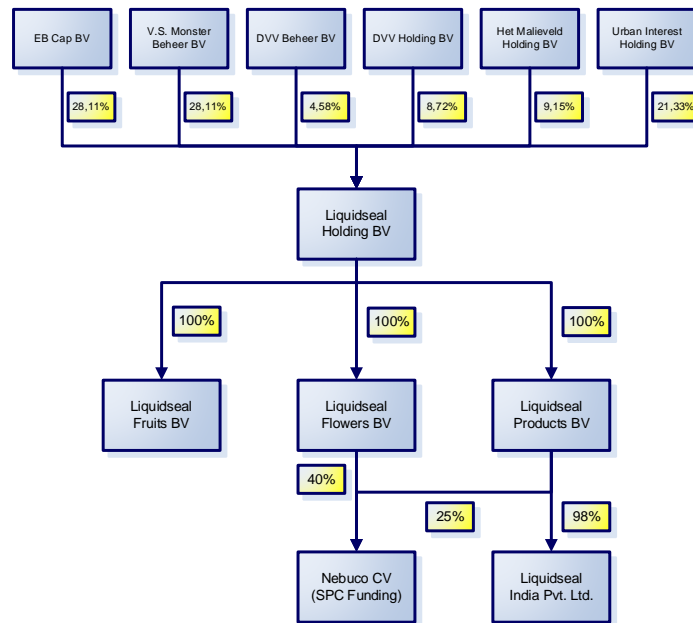 EB Cap BV
V.S. Monster
Beheer BV
DVV Beheer BV
DVV Holding BV
Het Malieveld
Holding BV
Urban Interest
Holding BV
28,11%
28,11%
4,58%
8,72%
9,15%
21,33%
Liquidseal
Holding BV
100%
100%
100%
Liquidseal
Fruits BV
Liquidseal
Flowers BV
Liquidseal
Products BV
40%
25%
98%
Nebuco CV
(SPC Funding)
Liquidseal
India Pvt. Ltd.